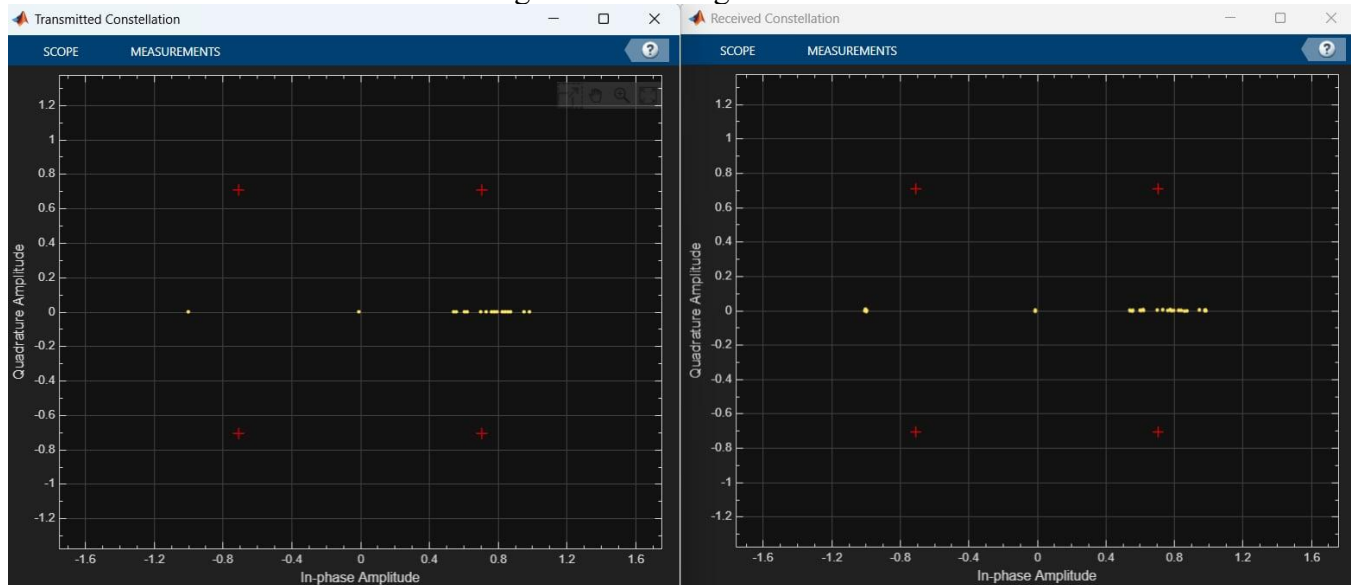 Transmitted Constellation
SCOPE MEASUREMENTS ?
1.2
1
0.8
0.6
0.4
0.2
0
-0.2
-0.4
-0.6
-0.8
-1
-1.2
Quadrature Amplitude
-1.6 -1.2 -0.8 -0.4 0 0.4 0.8 1.2 1.6
In-phase Amplitude
Received Constellation
SCOPE MEASUREMENTS ?
1.2
1
0.8
0.6
0.4
0.2
0
-0.2
-0.4
-0.6
-0.8
-1
-1.2
Quadrature Amplitude
-1.6 -1.2 -0.8 -0.4 0 0.4 0.8 1.2 1.6
In-phase Amplitude